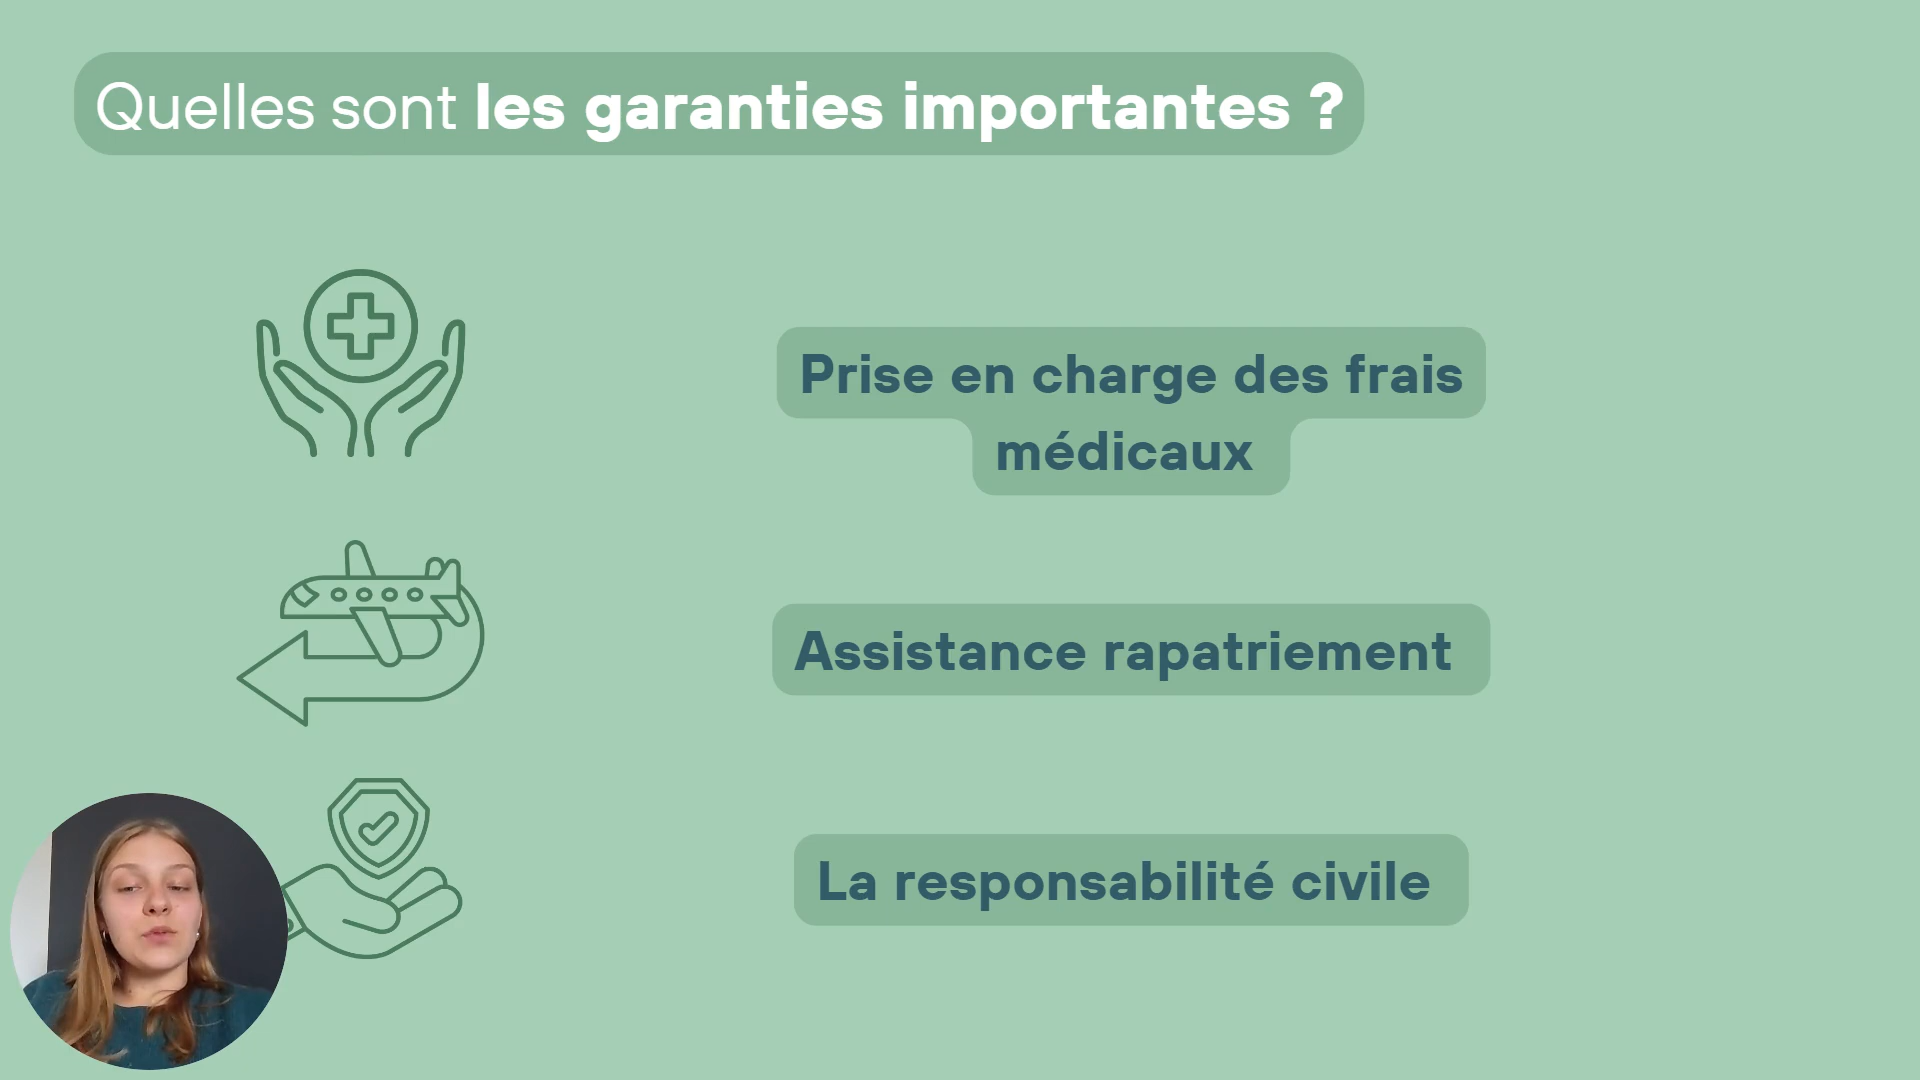 Quelles sont les garanties importantes ?
Prise en charge des frais
médicaux
Assistance rapatriement
La responsabilité civile